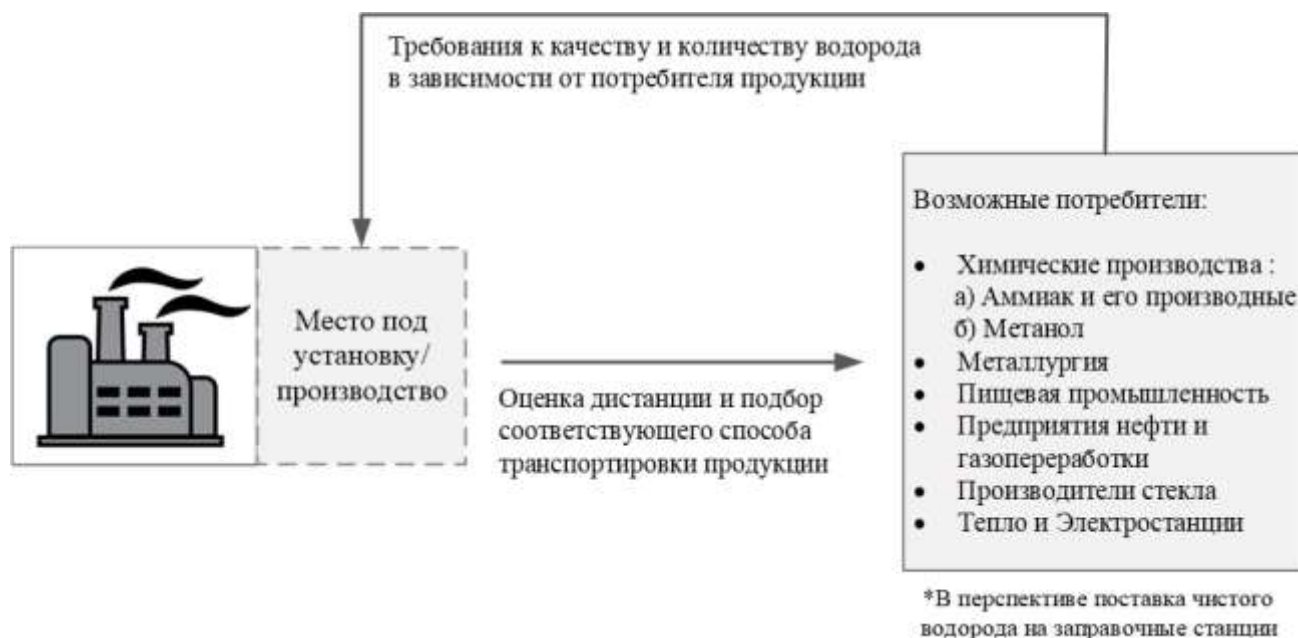 Требования к качеству и количеству водорода
в зависимости от потребителя продукции
Место под
установку/
производство
Оценка дистанции и подбор
соответствующего способа
транспортировки продукции
Возможные потребители:
• Химические производства :
а) Аммиак и его производные
б) Метанол
• Металлургия
• Пищевая промышленность
• Предприятия нефти и
газопереработки
• Производители стекла
• Тепло и Электростанции
*В перспективе поставка чистого
водорода на заправочные станции